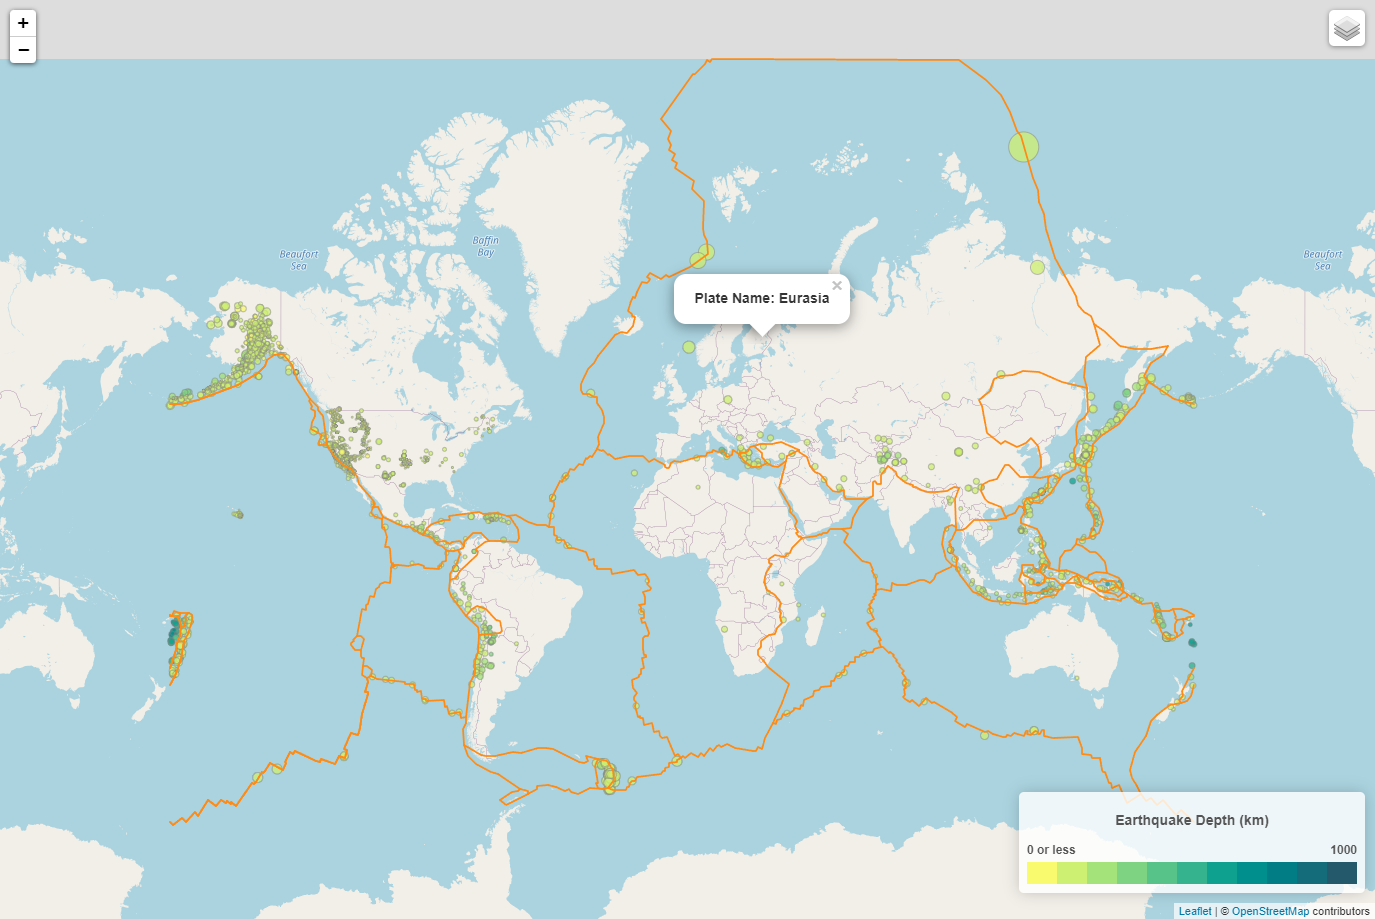 +
−
Beaufort
Sea
Baffin
Bay
Beaufort
Sea
Plate Name: Eurasia
×
Earthquake Depth (km)
0 or less 1000
Leaflet | © OpenStreetMap contributors